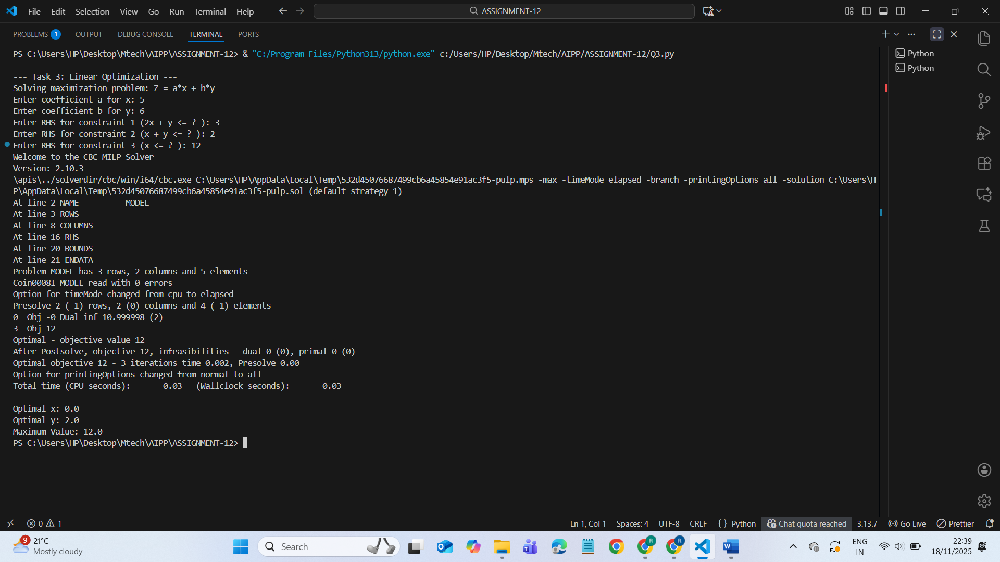 File Edit Selection View Go Run Terminal Help
ASSIGNMENT-12
PROBLEMS 1 OUTPUT DEBUG CONSOLE TERMINAL PORTS
PS C:\Users\HP\Desktop\Mtech\AIPP\ASSIGNMENT-12> & "C:/Program Files/Python313/python.exe" c:/Users/HP/Desktop/Mtech/AIPP/ASSIGNMENT-12/Q3.py
--- Task 3: Linear Optimization ---
Solving maximization problem: Z = a*x + b*y
Enter coefficient a for x: 5
Enter coefficient b for y: 6
Enter RHS for constraint 1 (2x + y <= ? ): 3
Enter RHS for constraint 2 (x + y <= ? ): 2
Enter RHS for constraint 3 (x <= ? ): 12
Welcome to the CBC MILP Solver
Version: 2.10.3
\apis\../solverdir/cbc/win/i64/cbc.exe C:\Users\HP\AppData\Local\Temp\532d45076687499cb6a45854e91ac3f5-pulp.mps -max -timeMode elapsed -branch -printingOptions all -solution C:\Users\H
P\AppData\Local\Temp\532d45076687499cb6a45854e91ac3f5-pulp.sol (default strategy 1)
At line 2 NAME          MODEL
At line 3 ROWS
At line 8 COLUMNS
At line 16 RHS
At line 20 BOUNDS
At line 21 ENDATA
Problem MODEL has 3 rows, 2 columns and 5 elements
Coin0008I MODEL read with 0 errors
Option for timeMode changed from cpu to elapsed
Presolve 2 (-1) rows, 2 (0) columns and 4 (-1) elements
0  Obj -0 Dual inf 10.999998 (2)
3  Obj 12
Optimal - objective value 12
After Postsolve, objective 12, infeasibilities - dual 0 (0), primal 0 (0)
Optimal objective 12 - 3 iterations time 0.002, Presolve 0.00
Option for printingOptions changed from normal to all
Total time (CPU seconds):       0.03   (Wallclock seconds):       0.03
Optimal x: 0.0
Optimal y: 2.0
Maximum Value: 12.0
PS C:\Users\HP\Desktop\Mtech\AIPP\ASSIGNMENT-12>
Python
Python
0 1 Ln 1, Col 1 Spaces: 4 UTF-8 CRLF { } Python Chat quota reached 3.13.7 Go Live Prettier
9 21°C
Mostly cloudy
Search
R
R
ENG
IN
22:39
18/11/2025